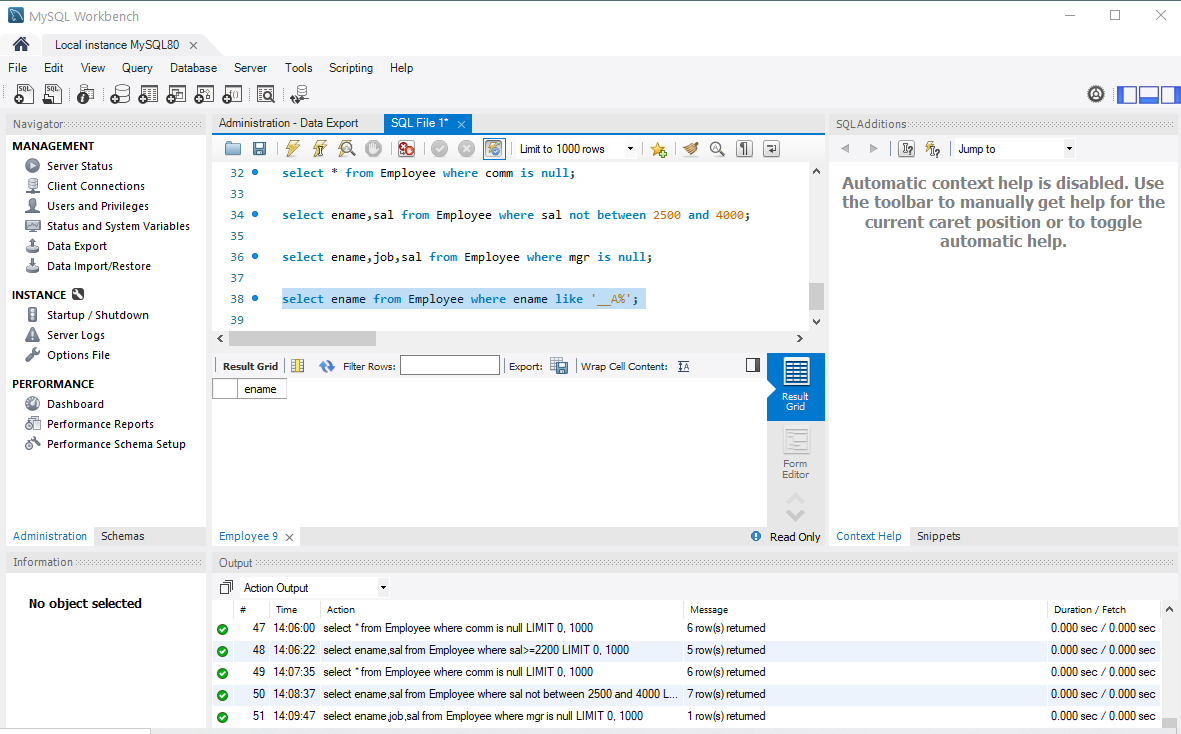 MySQL Workbench
Local instance MySQL80
File Edit View Query Database Server Tools Scripting Help
Navigator
MANAGEMENT
Server Status
Client Connections
Users and Privileges
Status and System Variables
Data Export
Data Import/Restore
INSTANCE
Startup / Shutdown
Server Logs
Options File
PERFORMANCE
Dashboard
Performance Reports
Performance Schema Setup
Administration Schemas
Information
No object selected
Administration - Data Export SQL File 1*
Limit to 1000 rows
32 select * from Employee where comm is null;
33
34 select ename,sal from Employee where sal not between 2500 and 4000;
35
36 select ename,job,sal from Employee where mgr is null;
37
38 select ename from Employee where ename like '__A%';
39
Result Grid Filter Rows: Export: Wrap Cell Content:
ename
Result
Grid
Form
Editor
Employee 9 Read Only
SQLAdditions
Jump to
Automatic context help is disabled. Use
the toolbar to manually get help for the
current caret position or to toggle
automatic help.
Context Help Snippets
Output
Action Output
# Time Action Message Duration / Fetch
47 14:06:00 select * from Employee where comm is null LIMIT 0, 1000 6 row(s) returned 0.000 sec / 0.000 sec
48 14:06:22 select ename,sal from Employee where sal>=2200 LIMIT 0, 1000 5 row(s) returned 0.000 sec / 0.000 sec
49 14:07:35 select * from Employee where comm is null LIMIT 0, 1000 6 row(s) returned 0.000 sec / 0.000 sec
50 14:08:37 select ename,sal from Employee where sal not between 2500 and 4000 L... 7 row(s) returned 0.000 sec / 0.000 sec
51 14:09:47 select ename,job,sal from Employee where mgr is null LIMIT 0, 1000 1 row(s) returned 0.000 sec / 0.000 sec